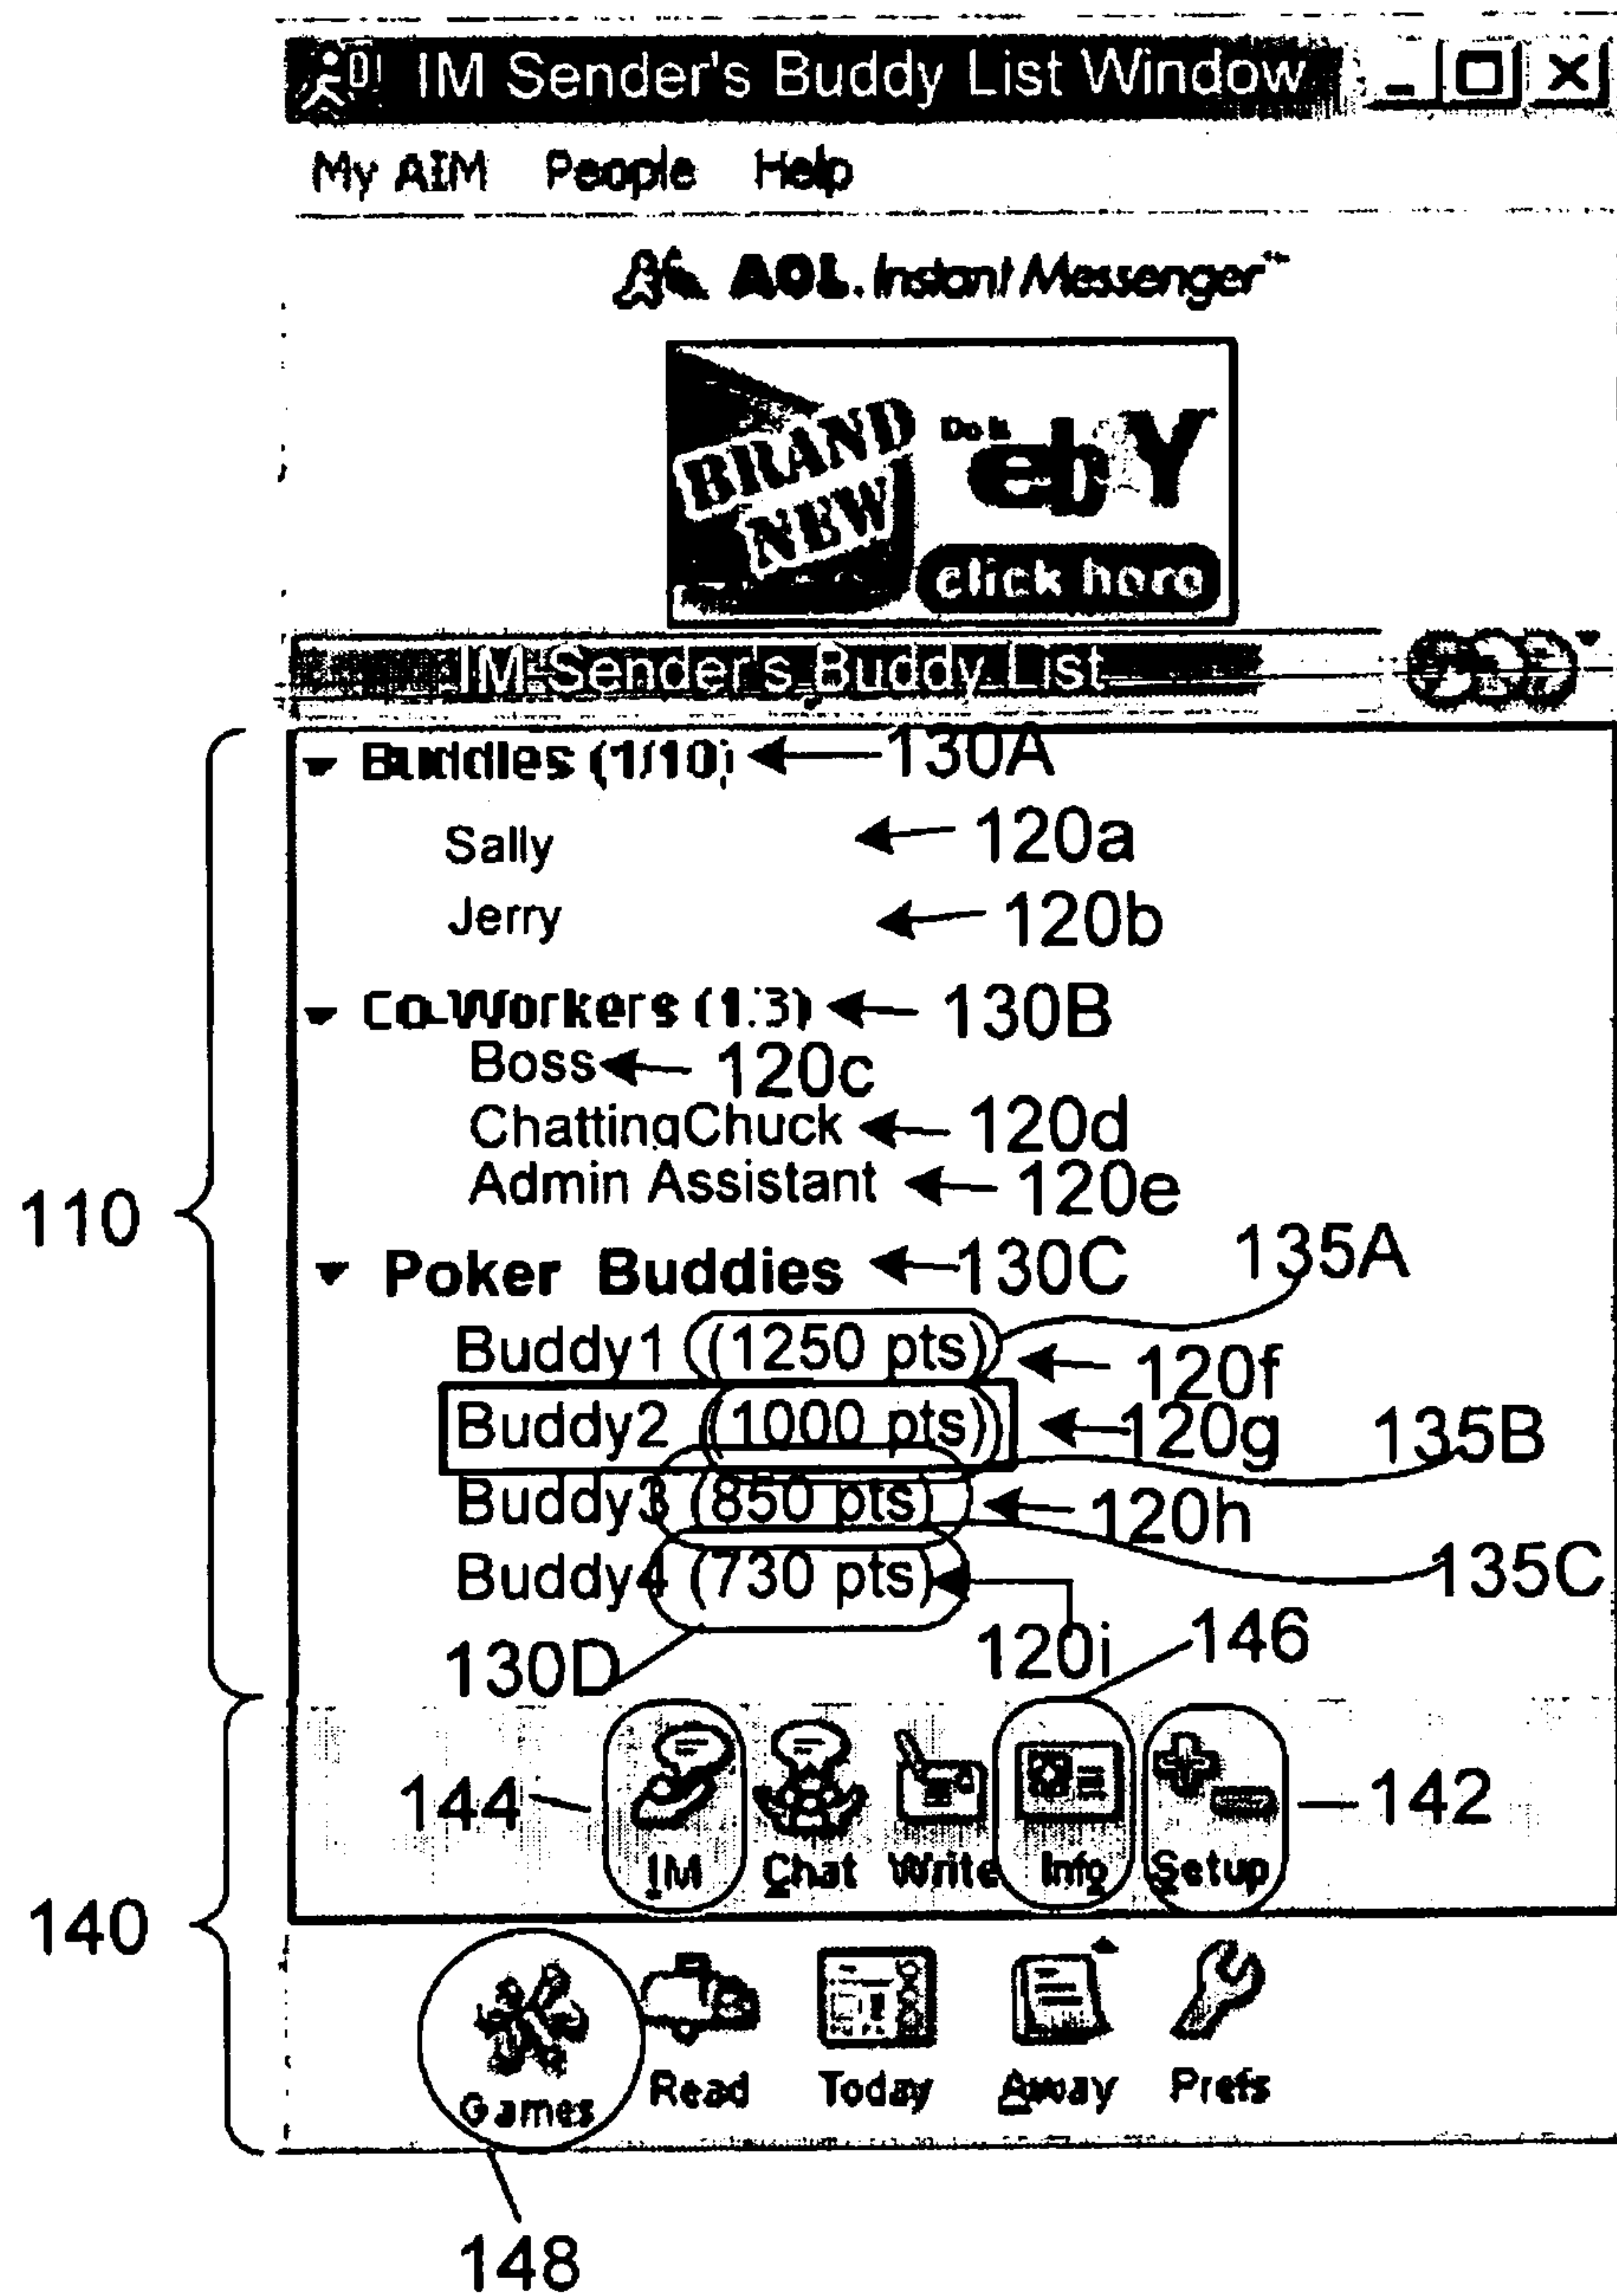 IM Sender's Buddy List Window
My AIM People Help
AOL Instant Messenger™
BRAND NEW
Do it ebY
click here
IM Sender's Buddy List
Buddies (1/10) 130A
Sally 120a
Jerry 120b
Co-Workers (1/3) 130B
Boss 120c
ChattingChuck 120d
Admin Assistant 120e
110
Poker Buddies 130C 135A
Buddy1 (1250 pts) 120f
Buddy2 (1000 pts) 120g 135B
Buddy3 (850 pts) 120h
Buddy4 (730 pts) 135C
130D 120i 146
144 142
IM Chat Write Info Setup
140
Games Read Today Away Prefs
148